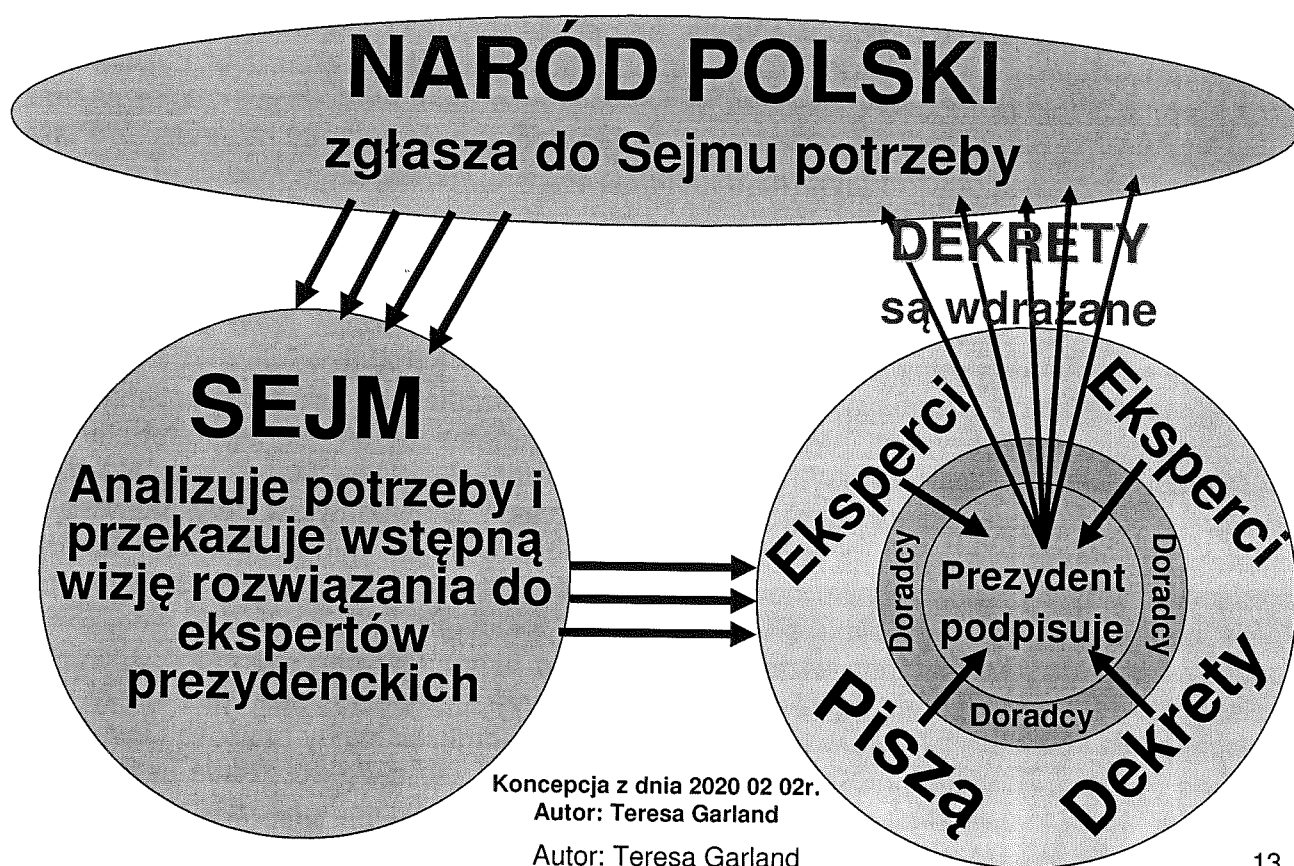 NARÓD POLSKI
zgłasza do Sejmu potrzeby
DEKRETY
są wdrażane
SEJM
Analizuje potrzeby i
przekazuje wstępną
wizję rozwiązania do
ekspertów
prezydenckich
Eksperci
Eksperci
Doradcy
Prezydent
podpisuje
Doradcy
Doradcy
Piszą
Dekrety
Koncepcja z dnia 2020 02 02r.
Autor: Teresa Garland
Autor: Teresa Garland
13